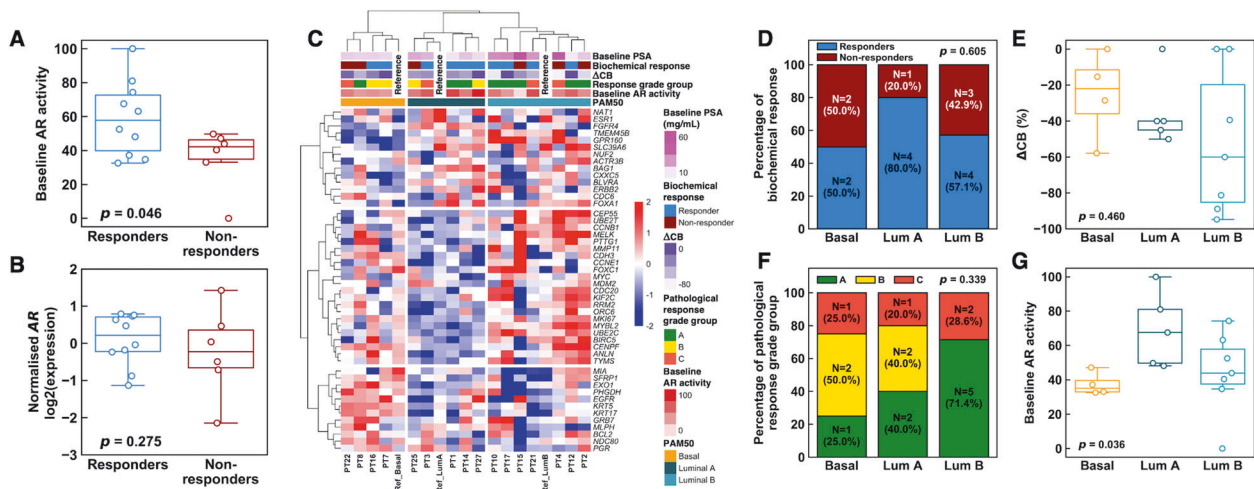 A
Baseline AR activity
120
100
80
60
40
20
0
p = 0.046
Responders
Non-
responders
B
Normalised AR
log2(expression)
2
1
0
−1
−2
−3
p = 0.275
Responders
Non-
responders
C
Reference
Reference
Baseline PSA
Biochemical response
ΔCB
Response grade group
Baseline AR activity
PAM50
NAT1
ESR1
FGFR4
TMEM45B
GPR160
SLC39A6
NUF2
ACTR3B
BAG1
CXXC5
BLVRA
ERBB2
CDC6
FOXA1
CEP55
UBE2T
CCNB1
MELK
PTTG1
MMP11
CDH3
CCNE1
FOXC1
MYC
MDM2
CDC20
KIF2C
RRM2
ORC6
MKI67
MYBL2
UBE2C
BIRC5
CENPF
ANLN
TYMS
MIA
SFRP1
EXO1
PHGDH
EGFR
KRT5
KRT17
GRB7
MLPH
BCL2
NDC80
PGR
PT22
PT8
PT16
PT7
Ref_Basal
PT25
PT3
Ref_LumA
PT1
PT14
PT27
PT10
PT17
PT15
PT21
Ref_LumB
PT4
PT12
PT2
2
1
0
-1
-2
Baseline PSA
(mg/mL)
60
10
Biochemical
response
Responder
Non-responder
ΔCB
0
-80
Pathological
response
grade group
A
B
C
Baseline
AR activity
100
0
PAM50
Basal
Luminal A
Luminal B
D
Responders
Non-responders
p = 0.605
Percentage of
biochemical response
100
80
60
40
20
0
N=2
(50.0%)
N=1
(20.0%)
N=3
(42.9%)
N=2
(50.0%)
N=4
(80.0%)
N=4
(57.1%)
Basal
Lum A
Lum B
E
ΔCB (%)
0
−20
−40
−60
−80
−100
p = 0.460
Basal
Lum A
Lum B
F
A
B
C
p = 0.339
Percentage of pathological
response grade group
100
80
60
40
20
0
N=1
(25.0%)
N=1
(20.0%)
N=2
(28.6%)
N=2
(50.0%)
N=2
(40.0%)
N=5
(71.4%)
N=1
(25.0%)
N=2
(40.0%)
Basal
Lum A
Lum B
G
Baseline AR activity
120
100
80
60
40
20
0
p = 0.036
Basal
Lum A
Lum B